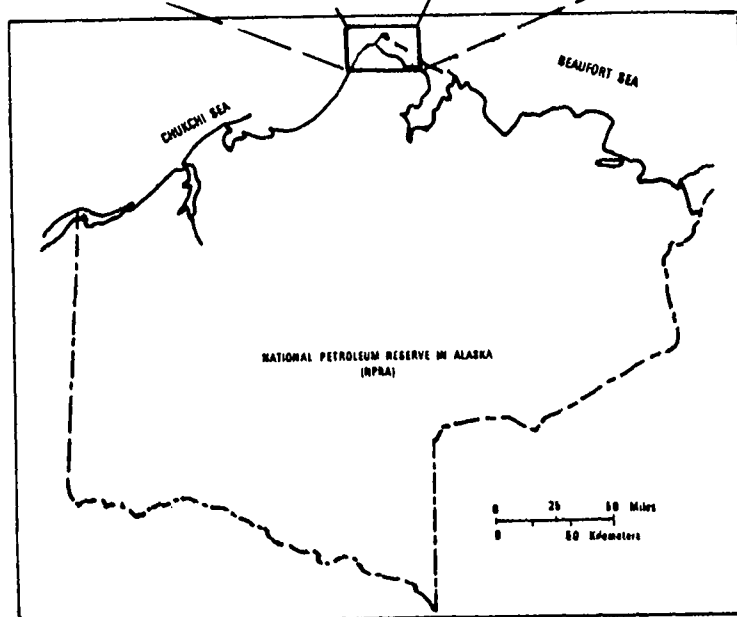 BEAUFORT SEA
CHUKCHI SEA
NATIONAL PETROLEUM RESERVE IN ALASKA
(NPRA)
0 25 50 Miles
0 50 Kilometers